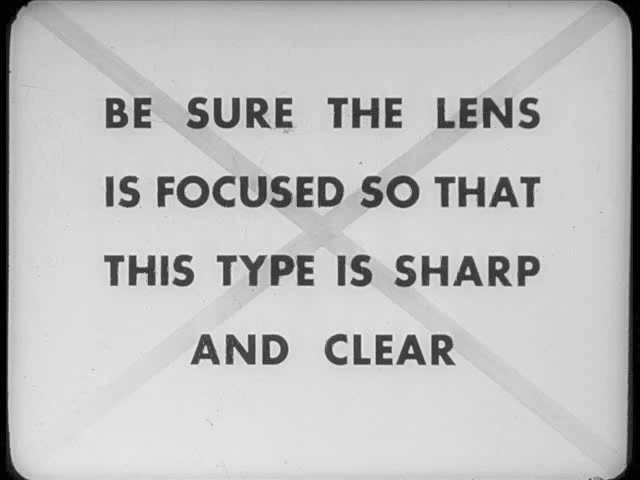 BE SURE THE LENS
IS FOCUSED SO THAT
THIS TYPE IS SHARP
AND CLEAR